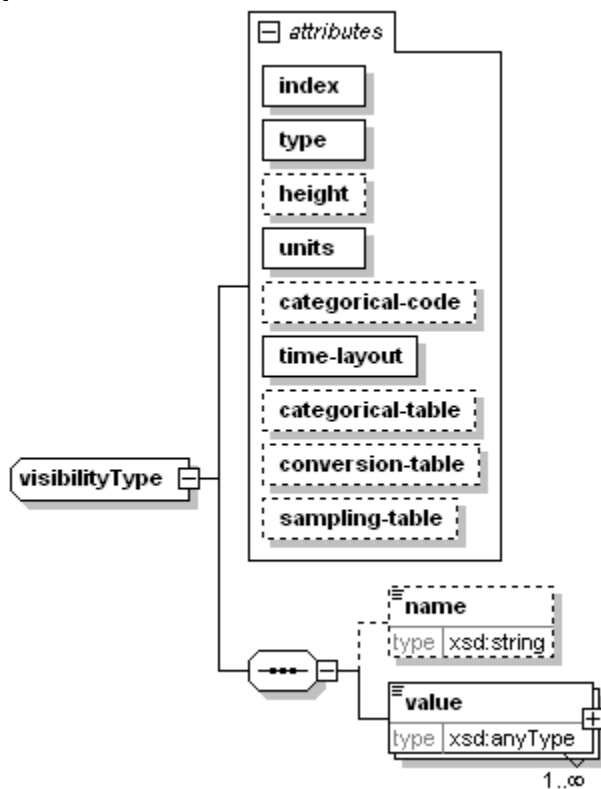 attributes
index
type
height
units
categorical-code
time-layout
categorical-table
conversion-table
sampling-table
visibilityType
name
type xsd:string
value
type xsd:anyType
1..∞